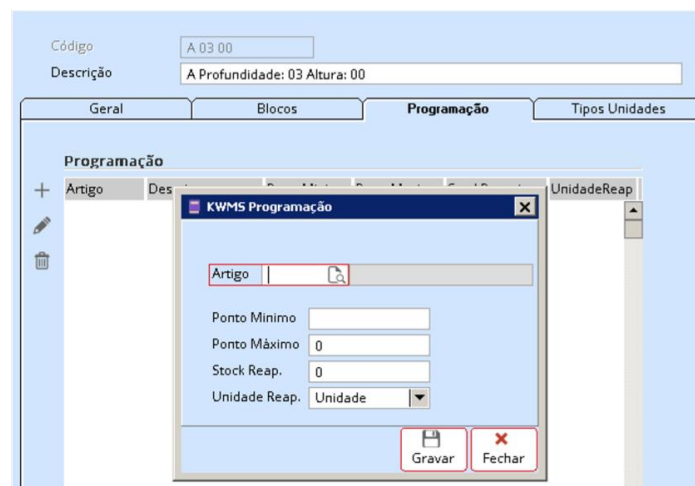 Código A 03 00
Descrição A Profundidade: 03 Altura: 00
Geral Blocos Programação Tipos Unidades
Programação
Artigo Des UnidadeReap
KWMS Programação
Artigo
Ponto Minimo
Ponto Màximo 0
Stock Reap. 0
Unidade Reap. Unidade
Gravar Fechar